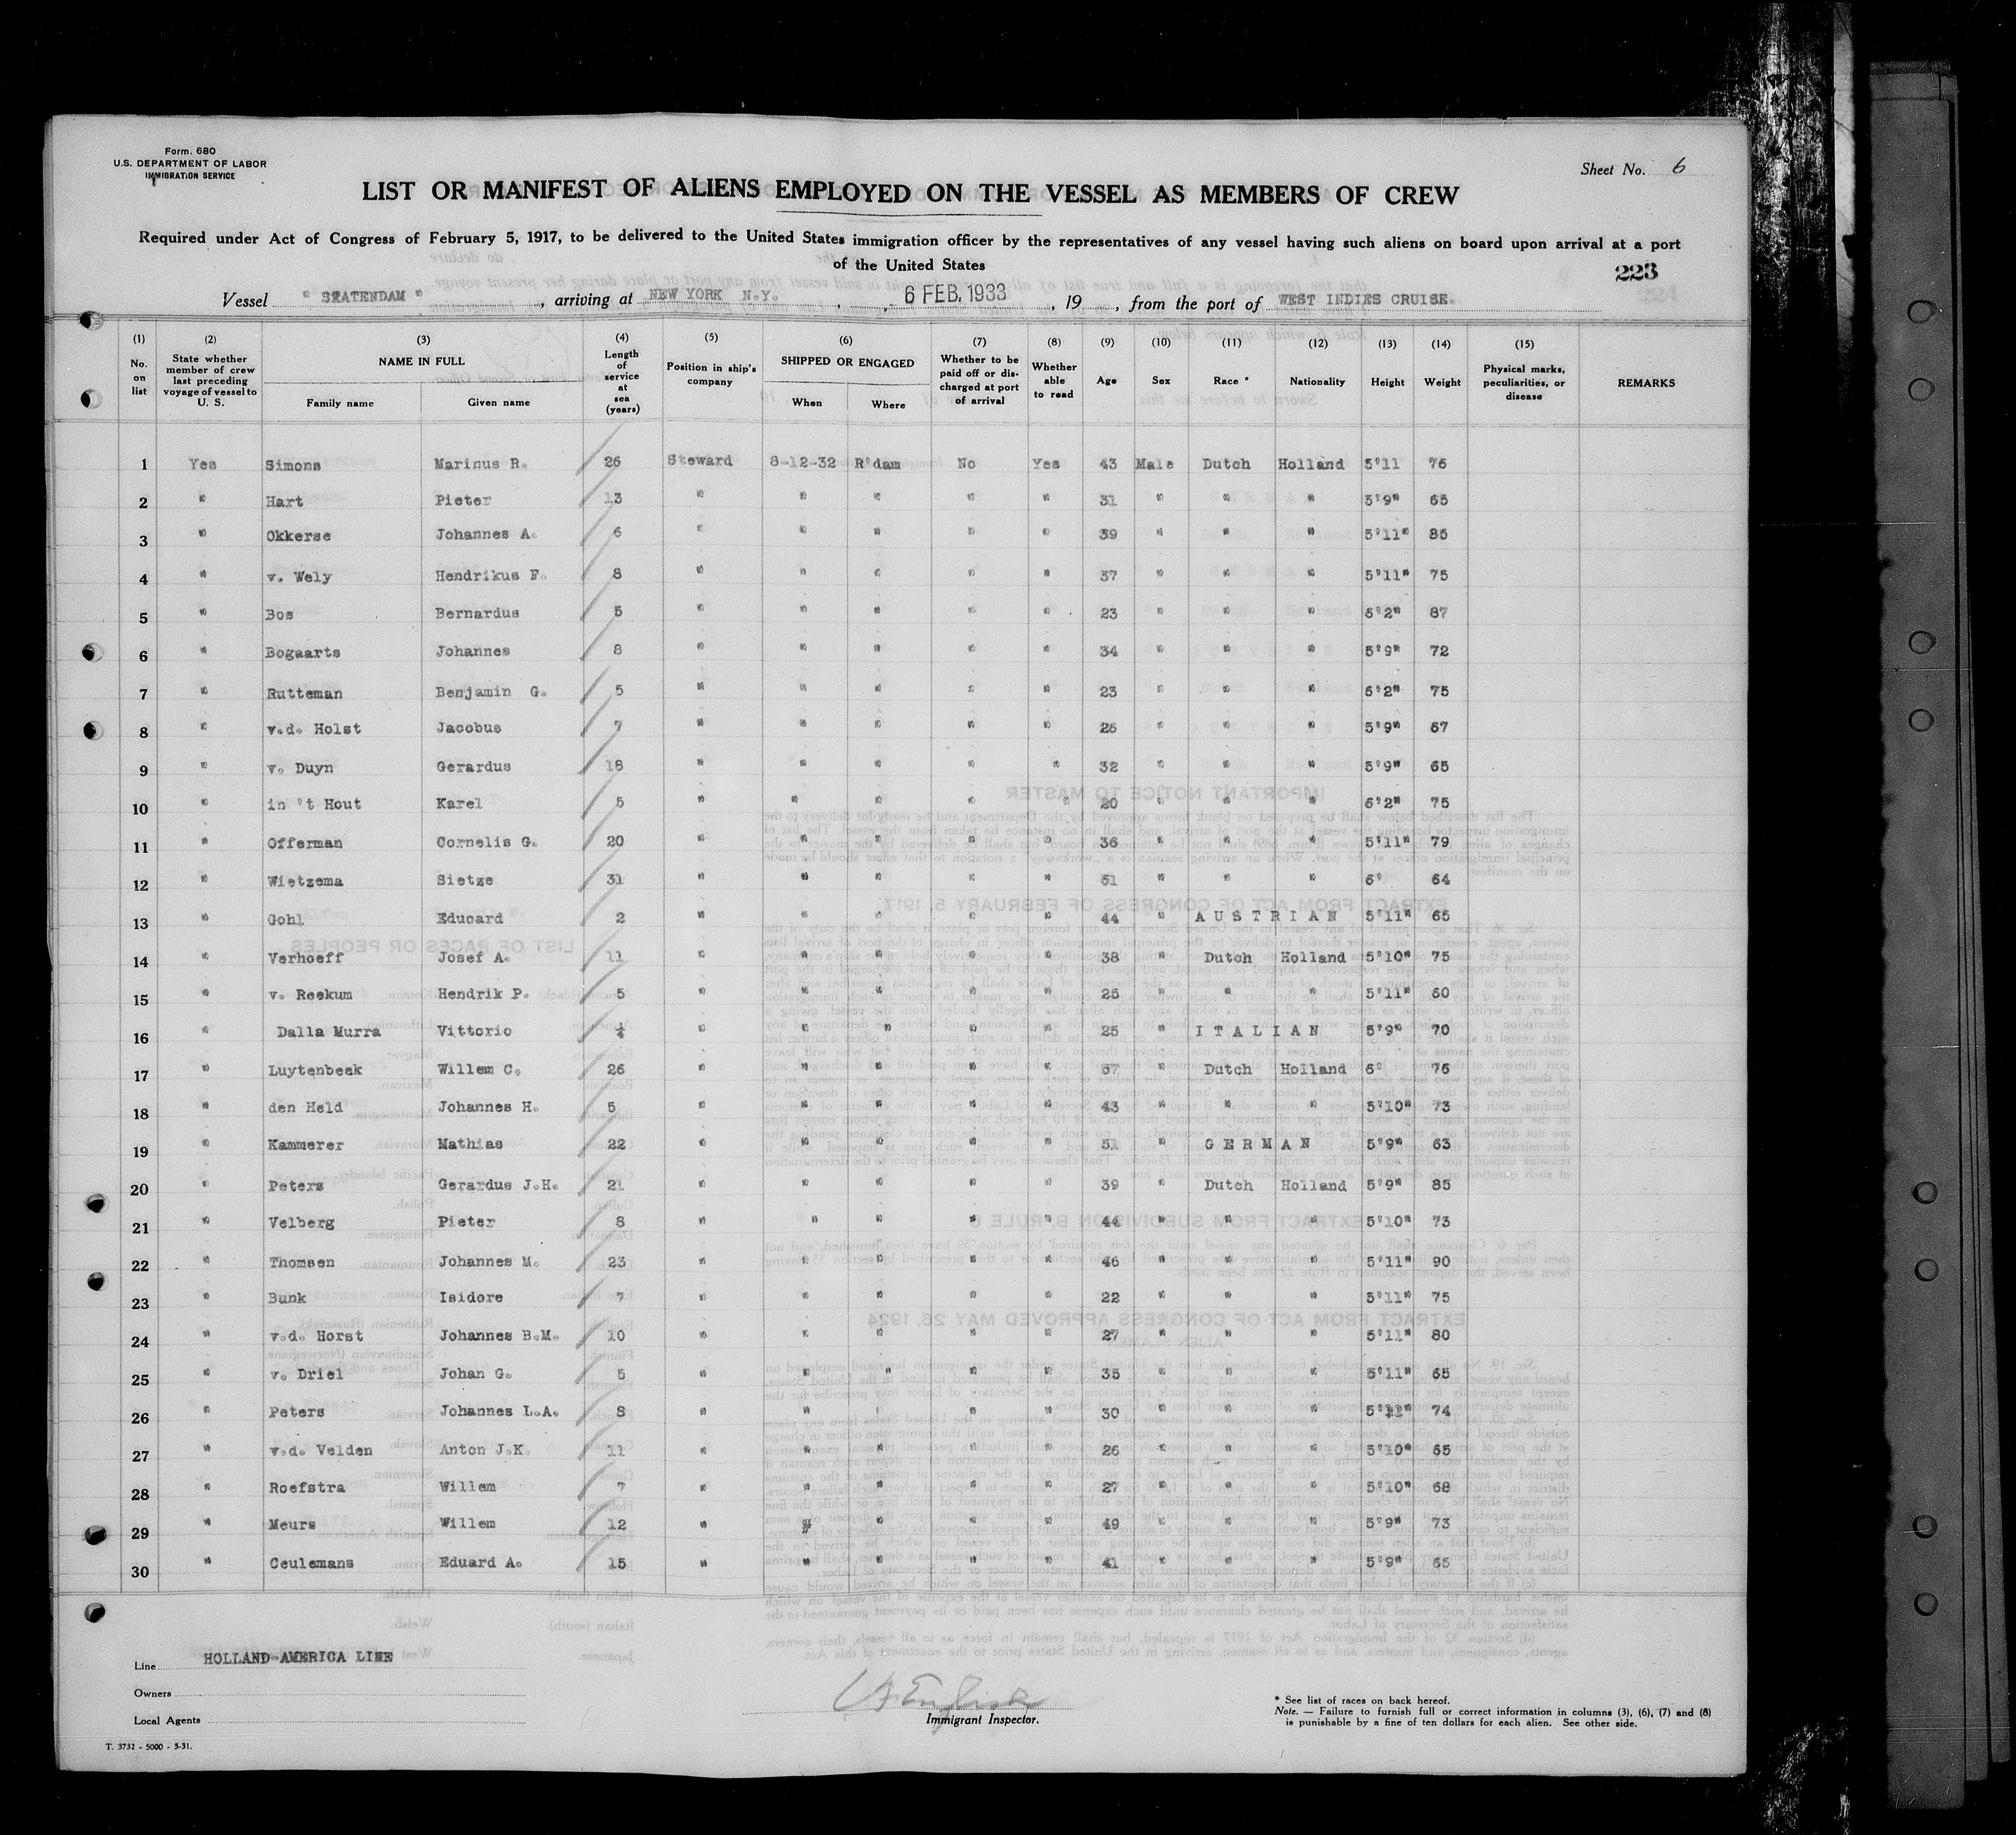 Form. 680
U.S. DEPARTMENT OF LABOR
IMMIGRATION SERVICE
Sheet No. 6
LIST OR MANIFEST OF ALIENS EMPLOYED ON THE VESSEL AS MEMBERS OF CREW
Required under Act of Congress of February 5, 1917, to be delivered to the United States immigration officer by the representatives of any vessel having such aliens on board upon arrival at a port
of the United States
223
Vessel "STATENDAM", arriving at NEW YORK N.Y., 6 FEB. 1933, 19, from the port of WEST INDIES CRUISE.
(1) No. on list (2) State whether member of crew last preceding voyage of vessel to U. S. (3) NAME IN FULL Family name Given name (4) Length of service at sea (years) (5) Position in ship's company (6) SHIPPED OR ENGAGED When Where (7) Whether to be paid off or discharged at port of arrival (8) Whether able to read (9) Age (10) Sex (11) Race * (12) Nationality (13) Height (14) Weight (15) Physical marks, peculiarities, or disease REMARKS
1 Yes Simons Marinus R. 26 Steward 8-12-32 R'dam No Yes 43 Male Dutch Holland 5'11 76
2 " Hart Pieter 13 " " " " " 31 " " " 5'9" 65
3 " Okkerse Johannes A. 6 " " " " " 39 " " " 5'11" 85
4 " v. Wely Hendrikus F. 8 " " " " " 37 " " " 5'11" 75
5 " Bos Bernardus 5 " " " " " 23 " " " 6'2" 87
6 " Bogaarts Johannes 8 " " " " " 34 " " " 5'9" 72
7 " Rutteman Benjamin G. 5 " " " " " 23 " " " 6'2" 75
8 " v.d. Holst Jacobus 7 " " " " " 26 " " " 5'9" 67
9 " v. Duyn Gerardus 18 " " " " " 32 " " " 5'9" 65
10 " in 't Hout Karel 5 " " " " " 20 " " " 6'2" 75
11 " Offerman Cornelis G. 20 " " " " " 36 " " " 5'11" 79
12 " Wietzema Sietze 31 " " " " " 51 " " " 6' 64
13 " Gohl Eduard 2 " " " " " 44 " AUSTRIAN 5'11" 65
14 " Verhoeff Josef A. 11 " " " " " 38 " Dutch Holland 5'10" 75
15 " v. Reekum Hendrik P. 5 " " " " " 25 " " " 5'11" 60
16 " Dalla Murra Vittorio ¼ " " " " " 25 " ITALIAN 5'9" 70
17 " Luytenbeek Willem C. 26 " " " " " 57 " Dutch Holland 6' 76
18 " den Held Johannes H. 5 " " " " " 43 " " " 5'10" 73
19 " Kammerer Mathias 22 " " " " " 51 " GERMAN 5'9" 63
20 " Peters Gerardus J.H. 21 " " " " " 39 " Dutch Holland 5'9" 85
21 " Velberg Pieter 8 " " " " " 44 " " " 5'10" 73
22 " Thomsen Johannes M. 23 " " " " " 46 " " " 5'11" 90
23 " Bunk Isidore 7 " " " " " 22 " " " 5'11" 75
24 " v.d. Horst Johannes B.M. 10 " " " " " 27 " " " 5'11" 80
25 " v. Driel Johan G. 5 " " " " " 35 " " " 5'11" 65
26 " Peters Johannes L.A. 8 " " " " " 30 " " " 5'11" 74
27 " v.d. Velden Anton J.K. 11 " " " " " 26 " " " 5'10" 65
28 " Roefstra Willem 7 " " " " " 27 " " " 5'10" 68
29 " Meurs Willem 12 " " " " " 49 " " " 5'9" 73
30 " Ceulemans Eduard A. 15 " " " " " 41 " " " 5'9" 65
Line HOLLAND-AMERICA LINE
Owners
Local Agents
English
Immigrant Inspector.
* See list of races on back hereof.
Note. — Failure to furnish full or correct information in columns (3), (6), (7) and (8)
is punishable by a fine of ten dollars for each alien. See other side.
T. 3732 - 5000 - 3-31.